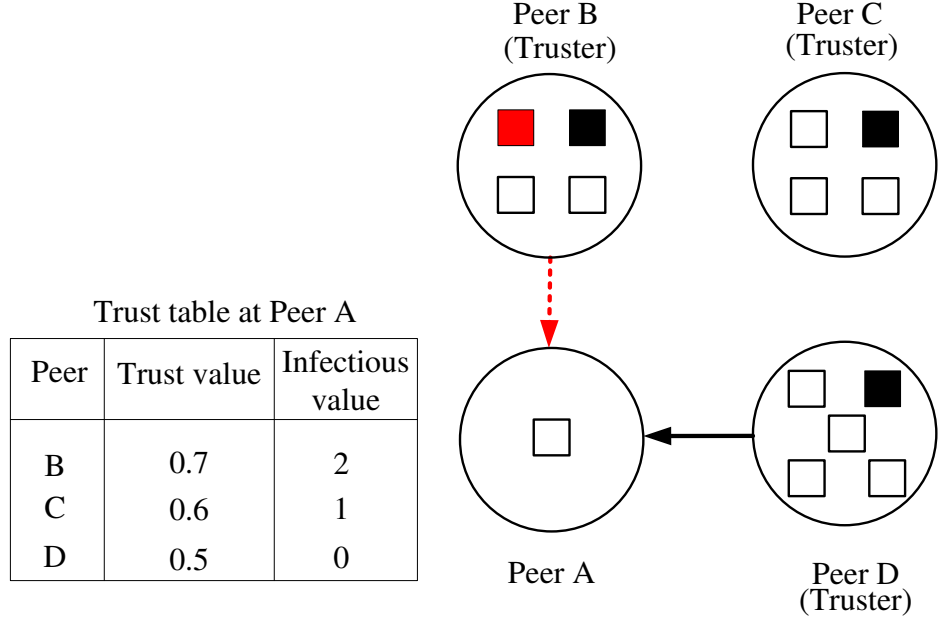 Peer B
(Truster)
Peer C
(Truster)
Trust table at Peer A
Peer Trust value Infectious value
B 0.7 2
C 0.6 1
D 0.5 0
Peer A
Peer D
(Truster)